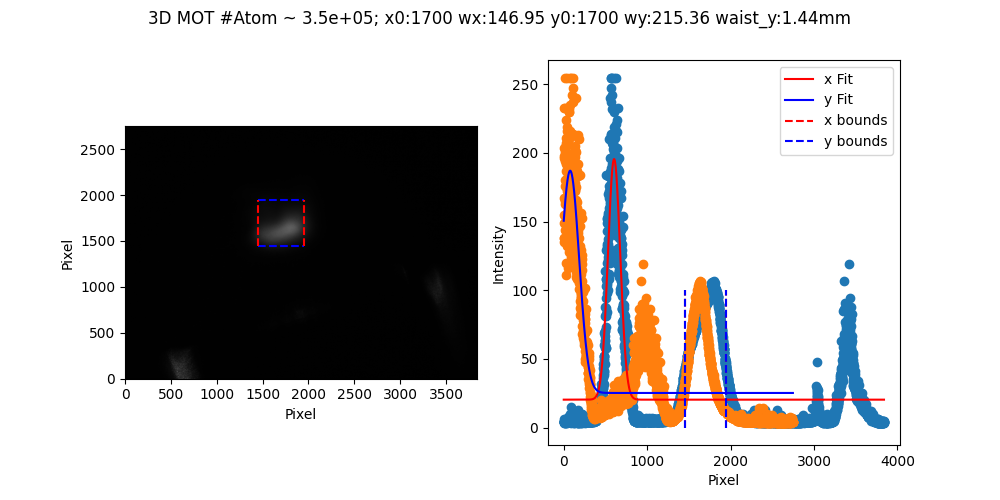 3D MOT #Atom ~ 3.5e+05; x0:1700 wx:146.95 y0:1700 wy:215.36 waist_y:1.44mm
2500
2000
1500
1000
500
0
Pixel
0 500 1000 1500 2000 2500 3000 3500
Pixel
250
200
150
100
50
0
Intensity
0 1000 2000 3000 4000
Pixel
x Fit
y Fit
x bounds
y bounds